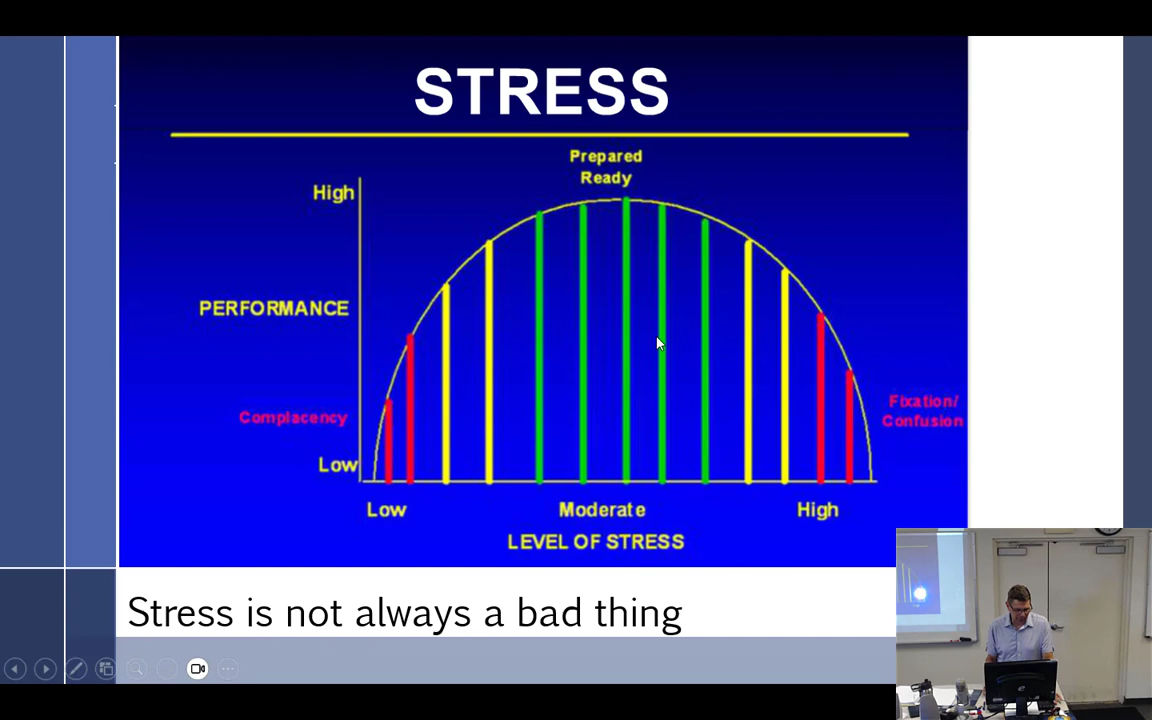 STRESS
Prepared
Ready
High
PERFORMANCE
Complacency
Fixation/
Confusion
Low
Low
Moderate
High
LEVEL OF STRESS
Stress is not always a bad thing